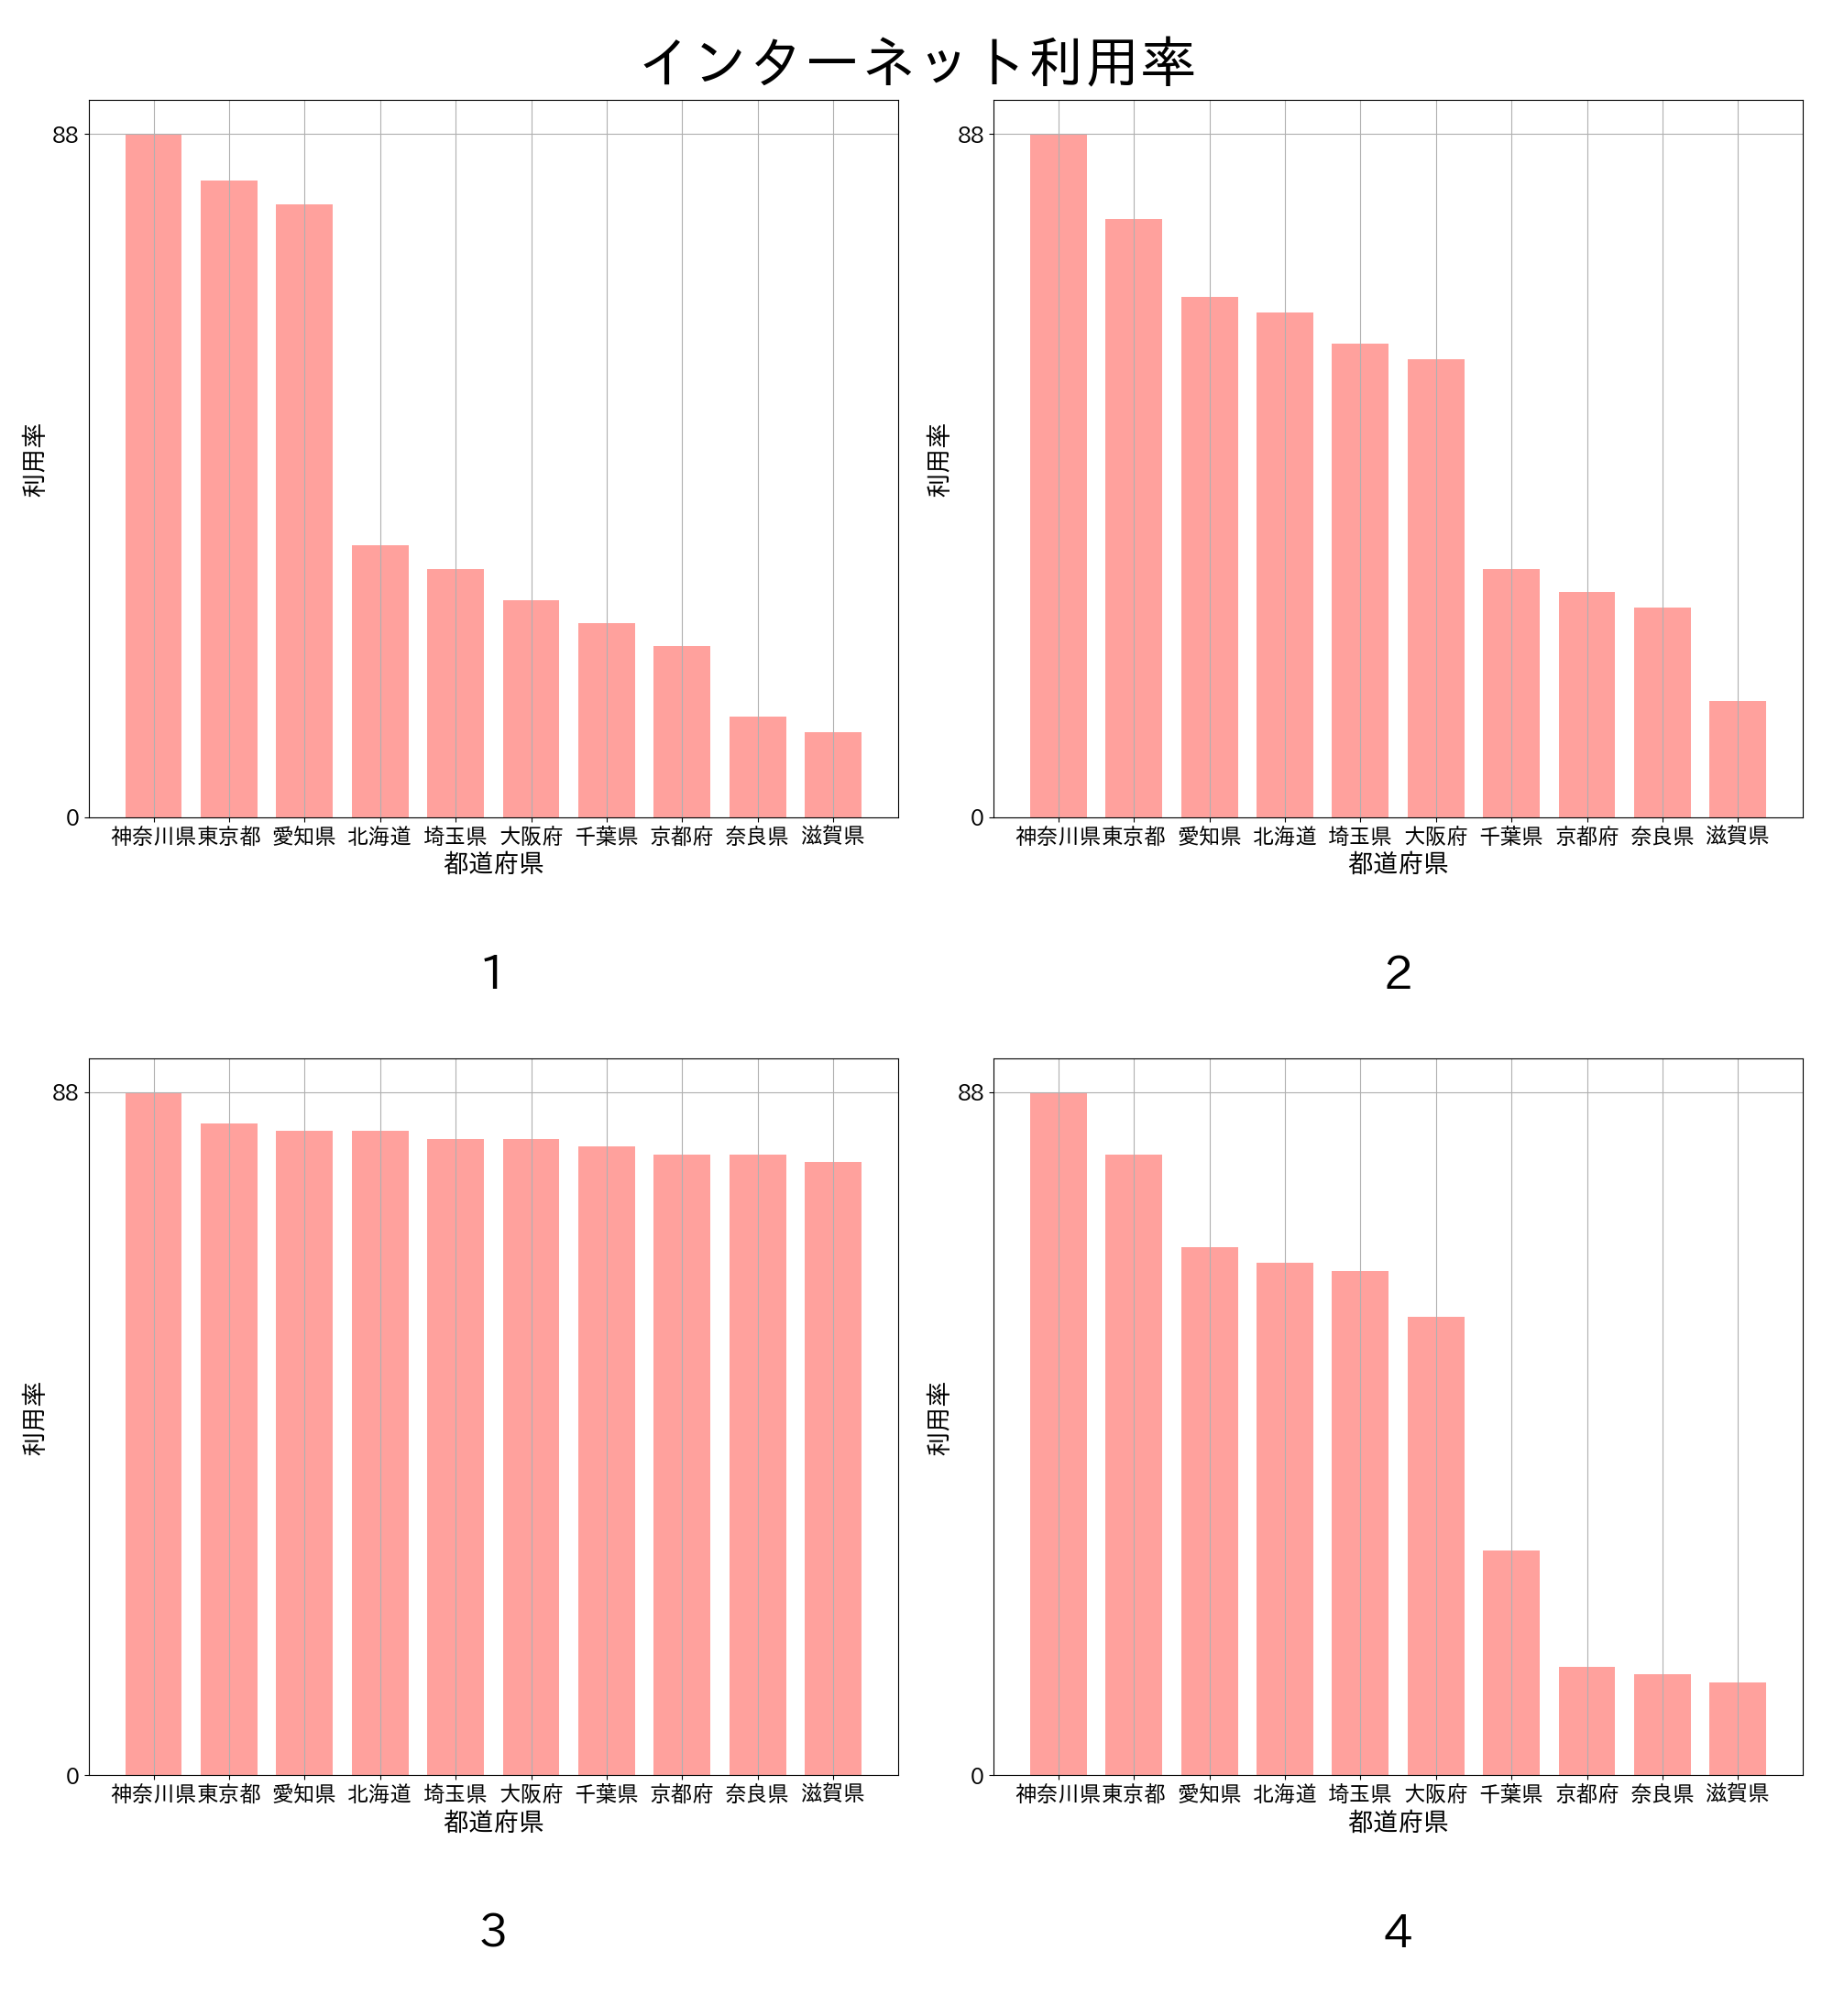 インターネット利用率
88
0
利用率
神奈川県 東京都 愛知県 北海道 埼玉県 大阪府 千葉県 京都府 奈良県 滋賀県
都道府県
1
88
0
利用率
神奈川県 東京都 愛知県 北海道 埼玉県 大阪府 千葉県 京都府 奈良県 滋賀県
都道府県
2
88
0
利用率
神奈川県 東京都 愛知県 北海道 埼玉県 大阪府 千葉県 京都府 奈良県 滋賀県
都道府県
3
88
0
利用率
神奈川県 東京都 愛知県 北海道 埼玉県 大阪府 千葉県 京都府 奈良県 滋賀県
都道府県
4